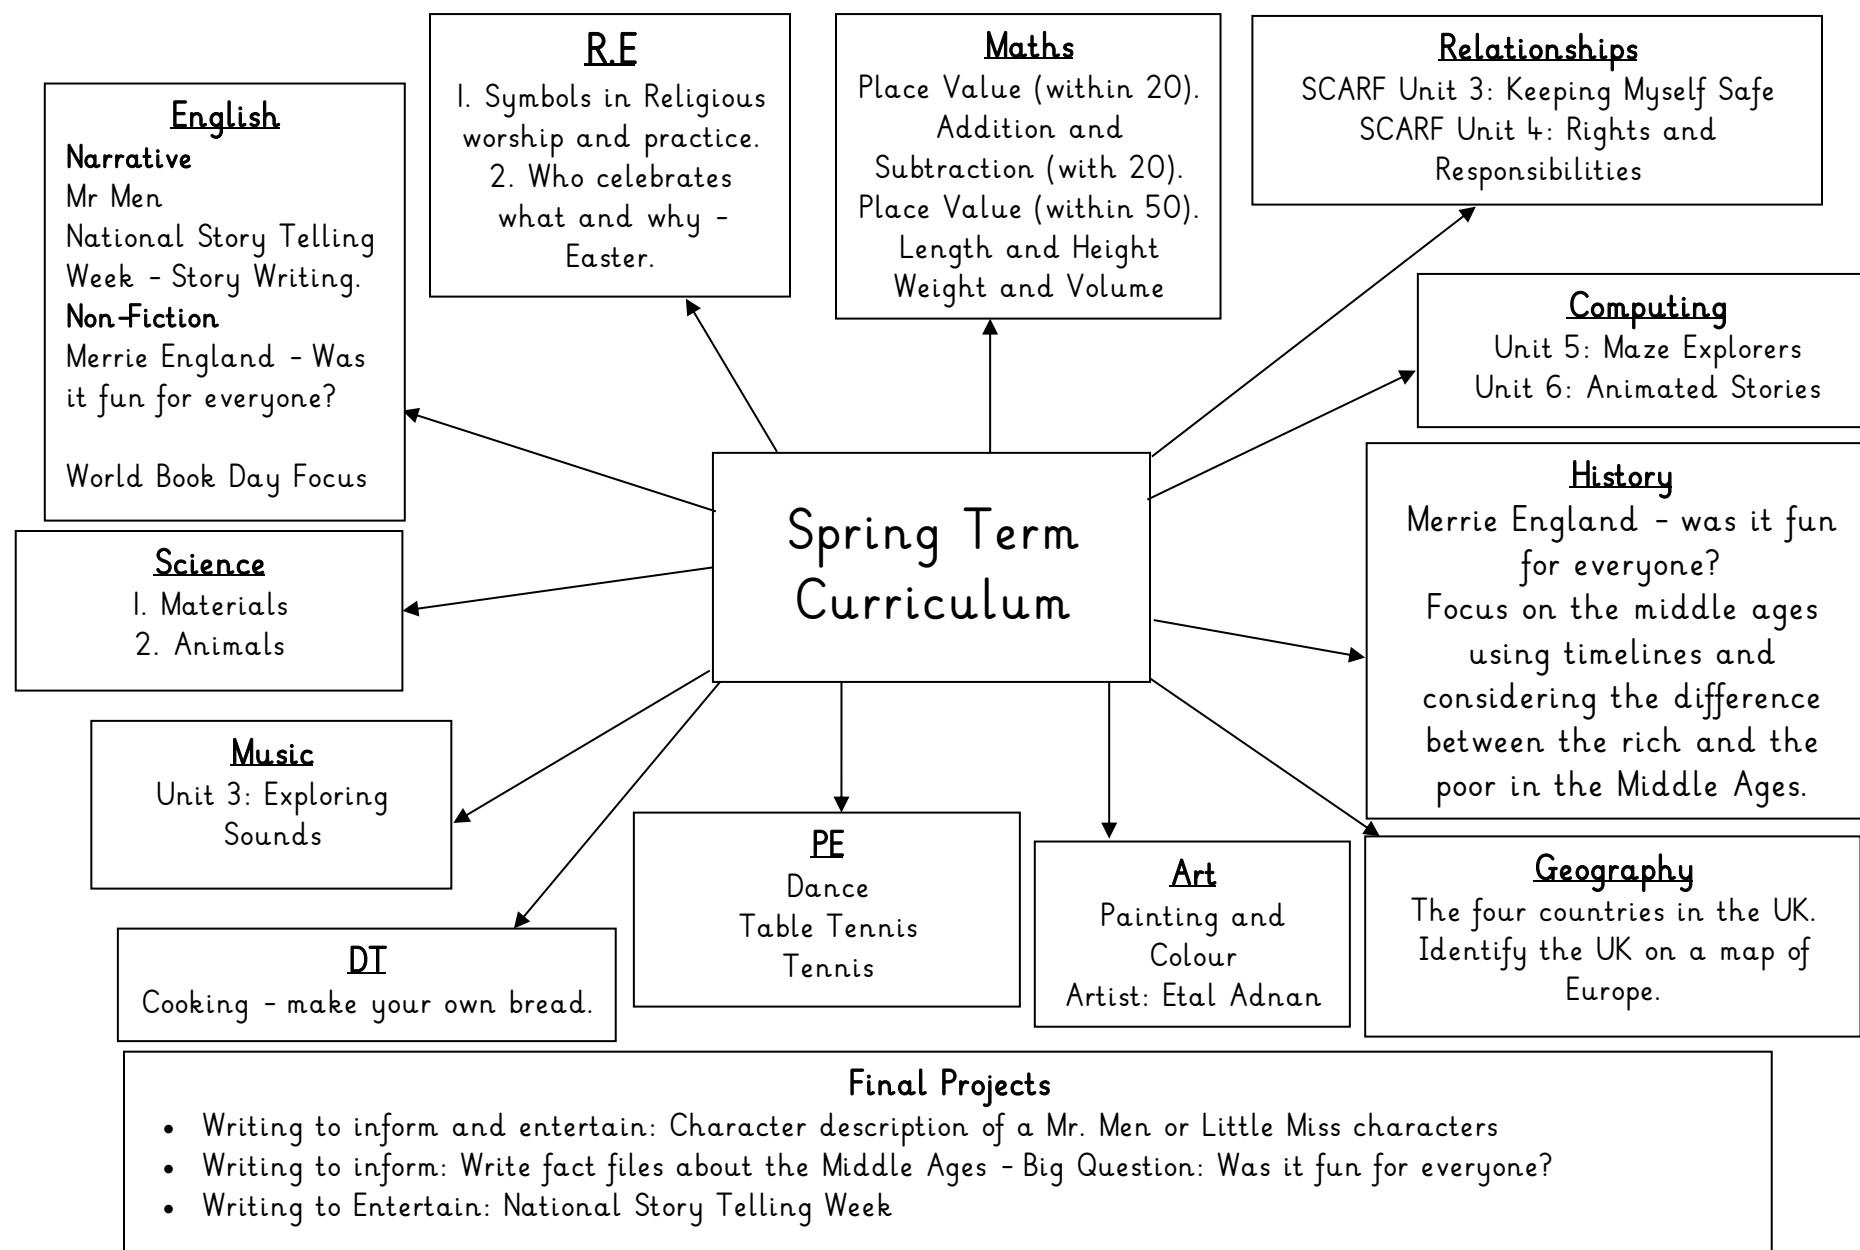 English
Narrative
Mr Men
National Story Telling
Week - Story Writing.
Non-Fiction
Merrie England - Was
it fun for everyone?
World Book Day Focus
R.E
1. Symbols in Religious
worship and practice.
2. Who celebrates
what and why -
Easter.
Maths
Place Value (within 20).
Addition and
Subtraction (with 20).
Place Value (within 50).
Length and Height
Weight and Volume
Relationships
SCARF Unit 3: Keeping Myself Safe
SCARF Unit 4: Rights and
Responsibilities
Computing
Unit 5: Maze Explorers
Unit 6: Animated Stories
Spring Term
Curriculum
History
Merrie England - was it fun
for everyone?
Focus on the middle ages
using timelines and
considering the difference
between the rich and the
poor in the Middle Ages.
Science
1. Materials
2. Animals
Music
Unit 3: Exploring
Sounds
DT
Cooking - make your own bread.
PE
Dance
Table Tennis
Tennis
Art
Painting and
Colour
Artist: Etal Adnan
Geography
The four countries in the UK.
Identify the UK on a map of
Europe.
Final Projects
• Writing to inform and entertain: Character description of a Mr. Men or Little Miss characters
• Writing to inform: Write fact files about the Middle Ages - Big Question: Was it fun for everyone?
• Writing to Entertain: National Story Telling Week